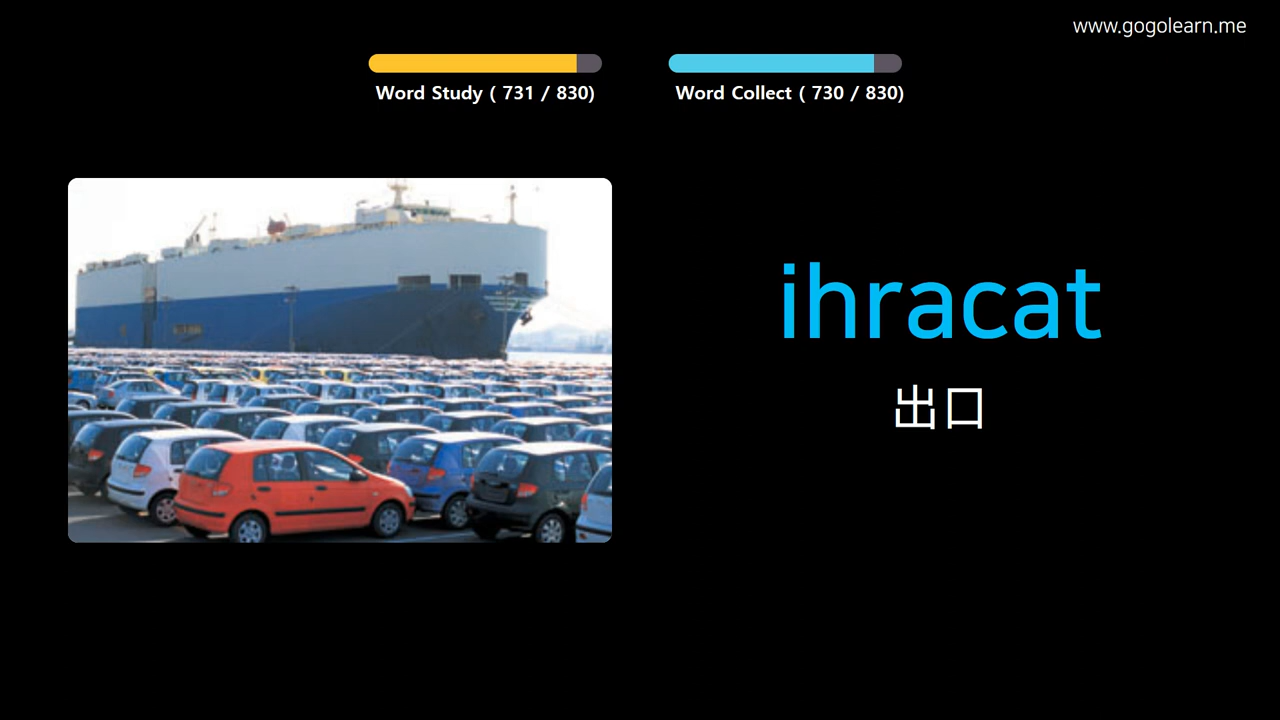 www.gogolearn.me
Word Study ( 731 / 830)
Word Collect ( 730 / 830)
ihracat
出口